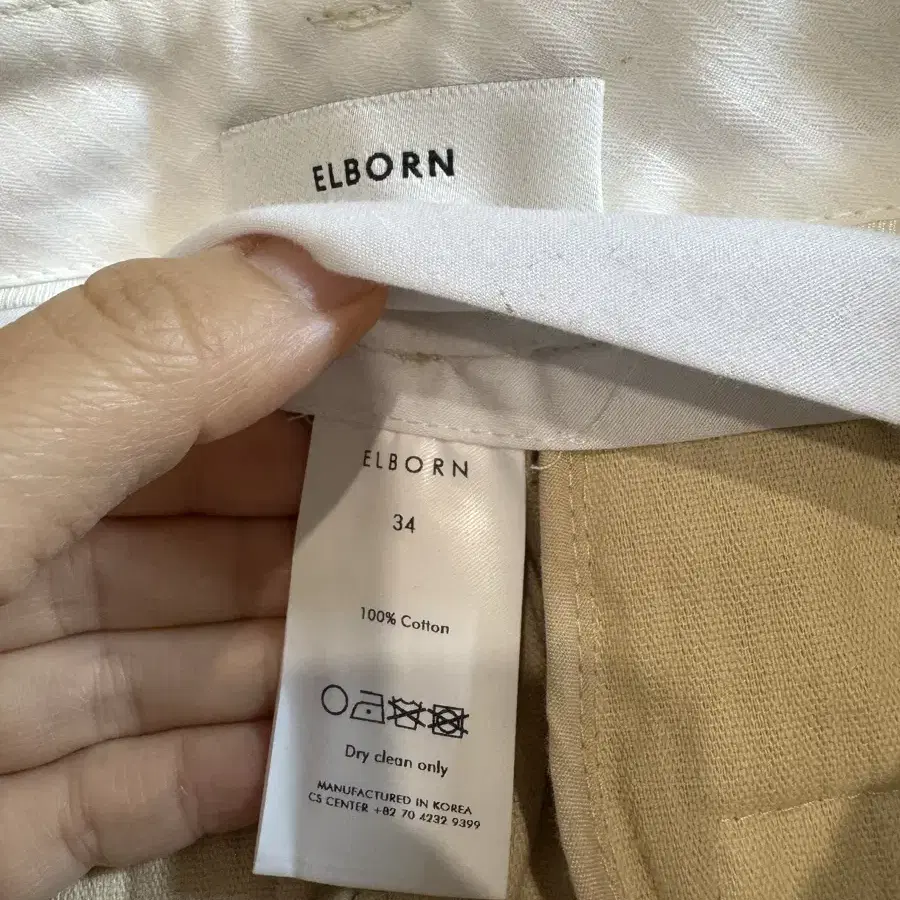 ELBORN
ELBORN
34
100% Cotton
Dry clean only
MANUFACTURED IN KOREA
CS CENTER +82 70 4232 9399